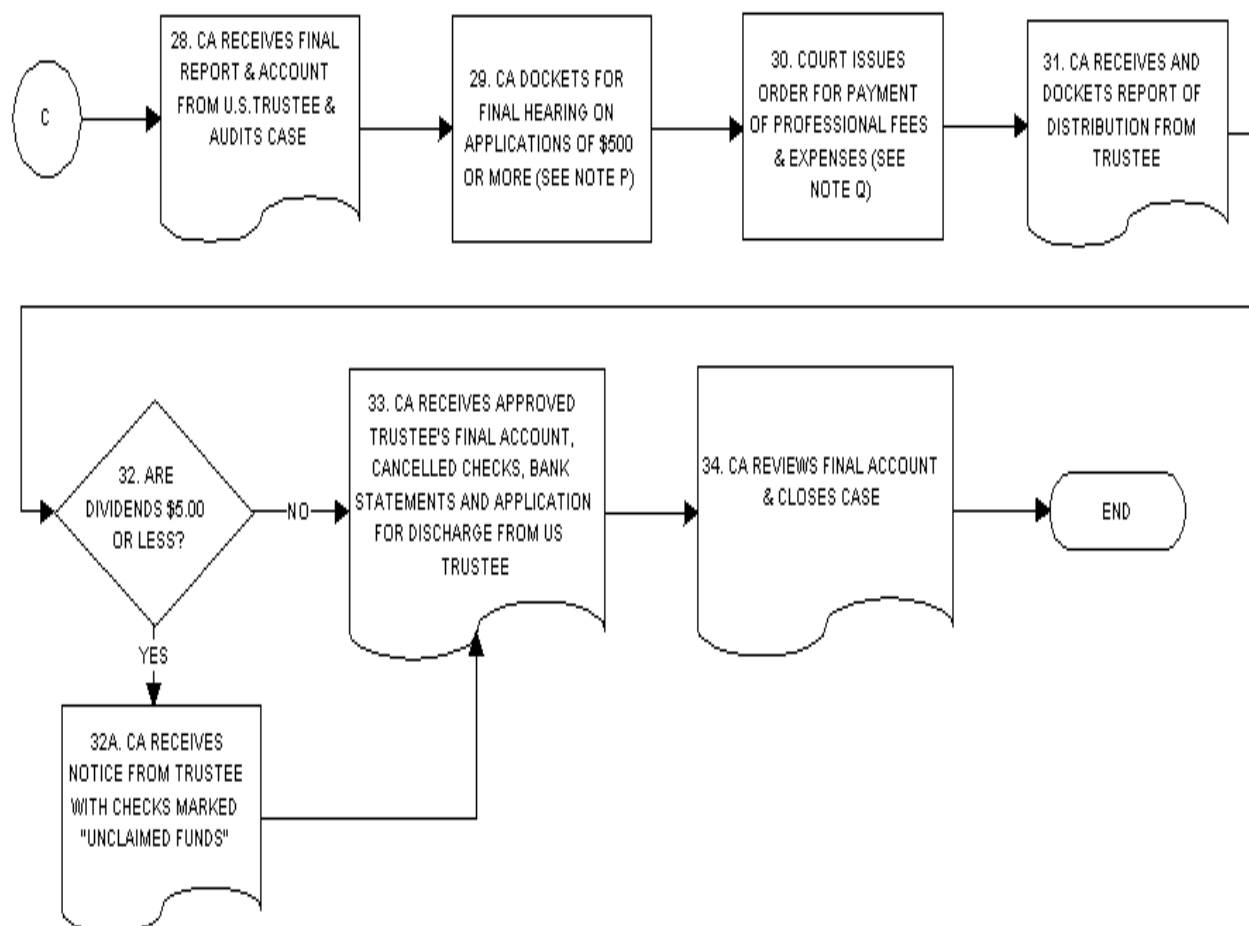 C
28. CA RECEIVES FINAL
REPORT & ACCOUNT
FROM U.S.TRUSTEE &
AUDITS CASE
29. CA DOCKETS FOR
FINAL HEARING ON
APPLICATIONS OF $500
OR MORE (SEE NOTE P)
30. COURT ISSUES
ORDER FOR PAYMENT
OF PROFESSIONAL FEES
& EXPENSES (SEE
NOTE Q)
31. CA RECEIVES AND
DOCKETS REPORT OF
DISTRIBUTION FROM
TRUSTEE
32. ARE
DIVIDENDS $5.00
OR LESS?
NO
YES
32A. CA RECEIVES
NOTICE FROM TRUSTEE
WITH CHECKS MARKED
"UNCLAIMED FUNDS"
33. CA RECEIVES APPROVED
TRUSTEE'S FINAL ACCOUNT,
CANCELLED CHECKS, BANK
STATEMENTS AND APPLICATION
FOR DISCHARGE FROM US
TRUSTEE
34. CA REVIEWS FINAL ACCOUNT
& CLOSES CASE
END